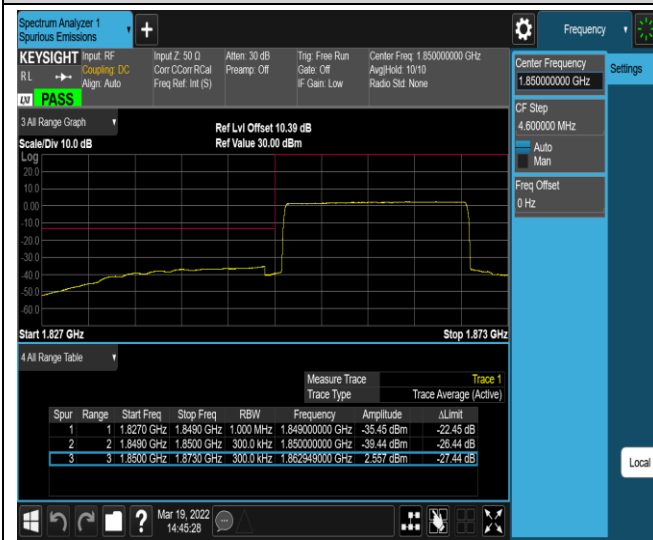 Spectrum Analyzer 1
Spurious Emissions
+
Frequency
KEYSIGHT
RL
LXI
PASS
Input: RF
Coupling: DC
Align: Auto
Input Z: 50 Ω
Corr CCorr RCal
Freq Ref: Int (S)
Atten: 30 dB
Preamp: Off
Trig: Free Run
Gate: Off
IF Gain: Low
Center Freq: 1.850000000 GHz
Avg|Hold: 10/10
Radio Std: None
Center Frequency
1.850000000 GHz
Settings
CF Step
4.600000 MHz
Auto
Man
Freq Offset
0 Hz
3 All Range Graph
Scale/Div 10.0 dB
Ref Lvl Offset 10.39 dB
Ref Value 30.00 dBm
Log
20.0
10.0
0.00
-10.0
-20.0
-30.0
-40.0
-50.0
-60.0
Start 1.827 GHz
Stop 1.873 GHz
4 All Range Table
Measure Trace Trace 1
Trace Type Trace Average (Active)
Spur Range Start Freq Stop Freq RBW Frequency Amplitude ΔLimit
1 1 1.8270 GHz 1.8490 GHz 1.000 MHz 1.849000000 GHz -35.45 dBm -22.45 dB
2 2 1.8490 GHz 1.8500 GHz 300.0 kHz 1.850000000 GHz -39.44 dBm -26.44 dB
3 3 1.8500 GHz 1.8730 GHz 300.0 kHz 1.862949000 GHz 2.557 dBm -27.44 dB
Local
?
Mar 19, 2022
14:45:28